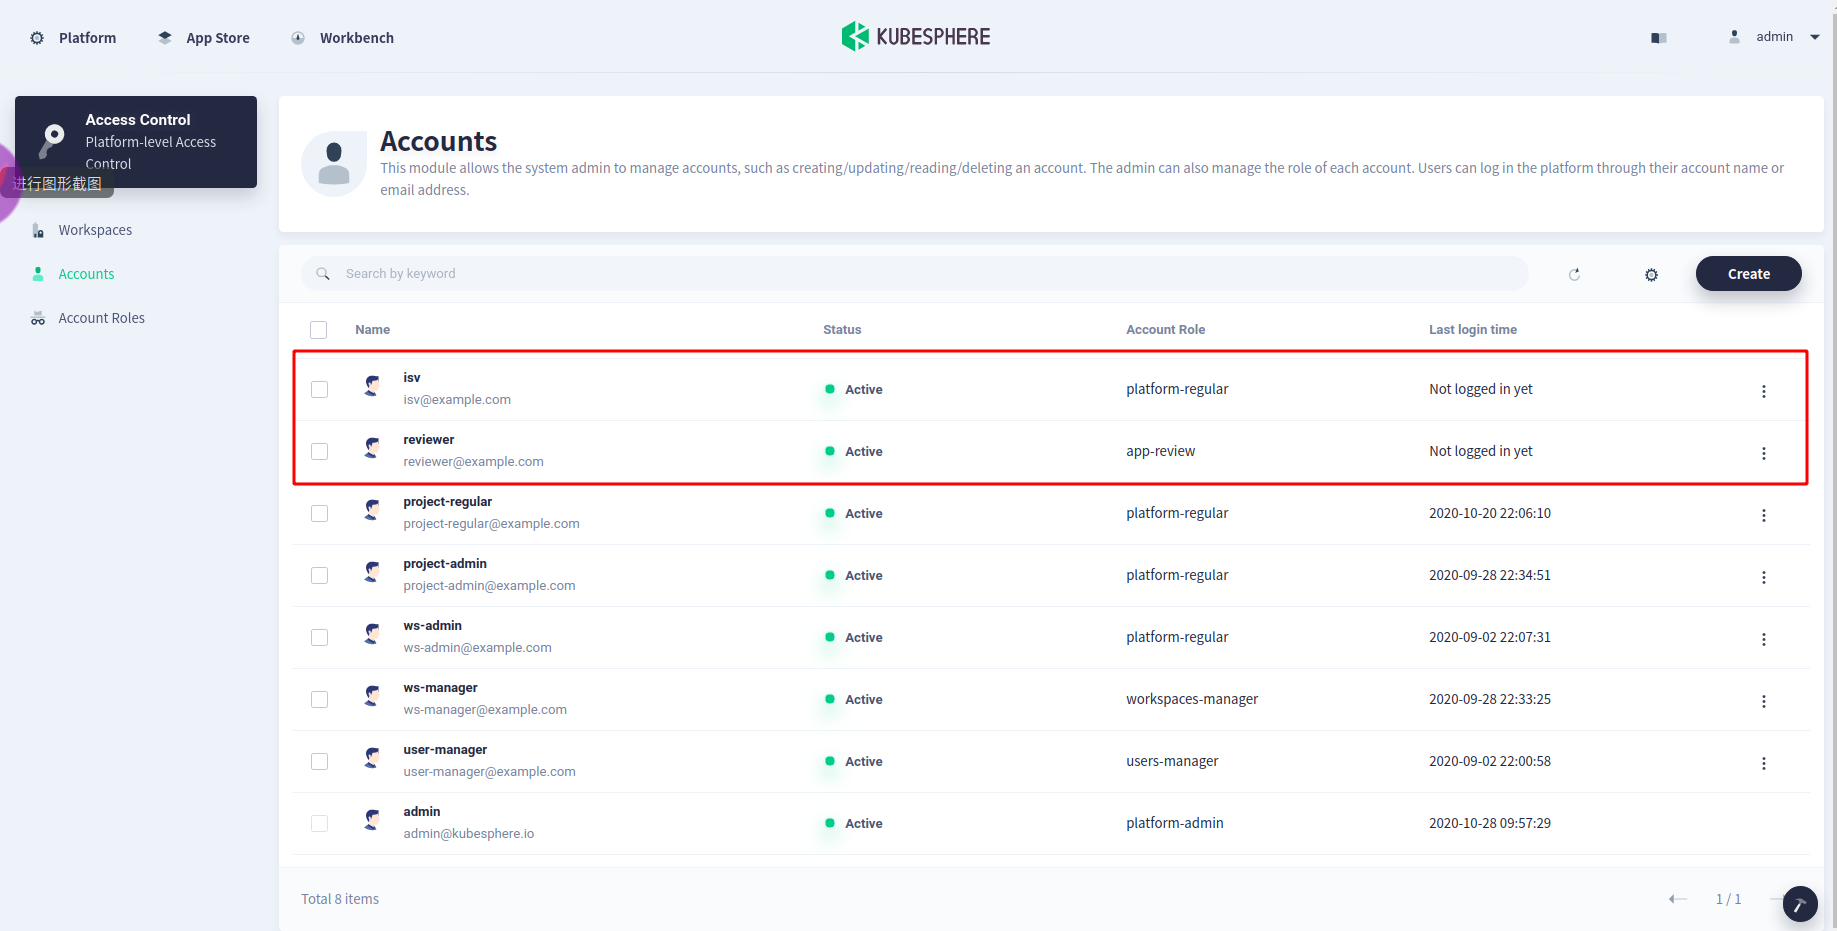 Platform
App Store
Workbench
KUBESPHERE
admin
Access Control
Platform-level Access
Control
进行图形截图
Workspaces
Accounts
Account Roles
Accounts
This module allows the system admin to manage accounts, such as creating/updating/reading/deleting an account. The admin can also manage the role of each account. Users can log in the platform through their account name or
email address.
Search by keyword
Create
Name Status Account Role Last login time
isv
isv@example.com
Active
platform-regular
Not logged in yet
reviewer
reviewer@example.com
Active
app-review
Not logged in yet
project-regular
project-regular@example.com
Active
platform-regular
2020-10-20 22:06:10
project-admin
project-admin@example.com
Active
platform-regular
2020-09-28 22:34:51
ws-admin
ws-admin@example.com
Active
platform-regular
2020-09-02 22:07:31
ws-manager
ws-manager@example.com
Active
workspaces-manager
2020-09-28 22:33:25
user-manager
user-manager@example.com
Active
users-manager
2020-09-02 22:00:58
admin
admin@kubesphere.io
Active
platform-admin
2020-10-28 09:57:29
Total 8 items
1 / 1